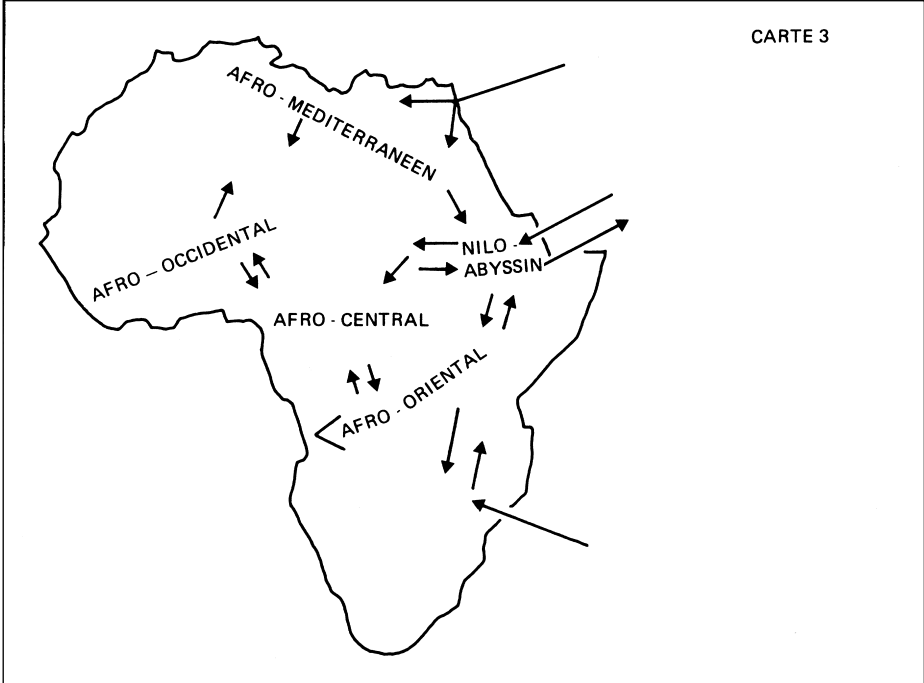 CARTE 3
AFRO - MEDITERRANEEN
AFRO – OCCIDENTAL
NILO -
ABYSSIN
AFRO - CENTRAL
AFRO - ORIENTAL